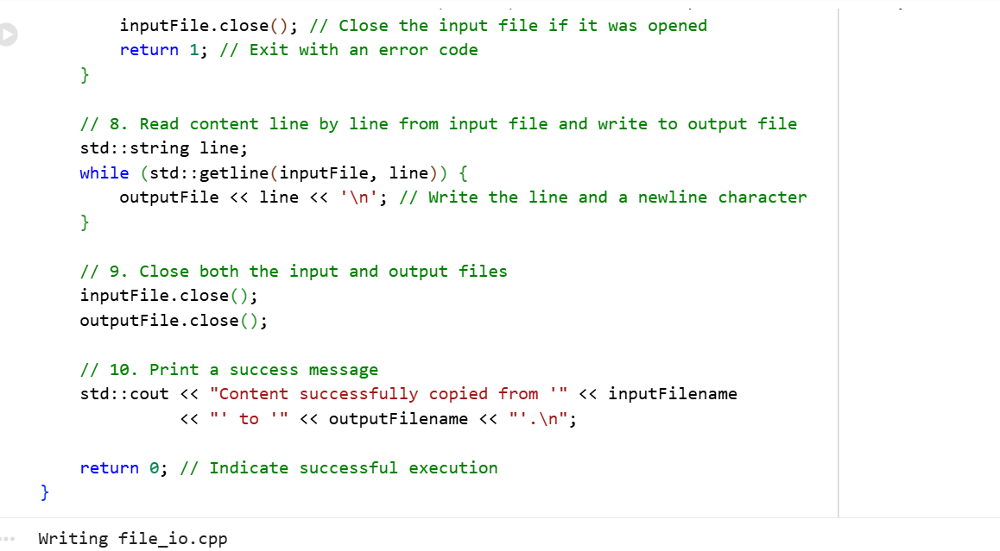 inputFile.close(); // Close the input file if it was opened
return 1; // Exit with an error code
}
// 8. Read content line by line from input file and write to output file
std::string line;
while (std::getline(inputFile, line)) {
outputFile << line << '\n'; // Write the line and a newline character
}
// 9. Close both the input and output files
inputFile.close();
outputFile.close();
// 10. Print a success message
std::cout << "Content successfully copied from '" << inputFilename
<< "' to '" << outputFilename << "'.\n";
return 0; // Indicate successful execution
}
Writing file_io.cpp